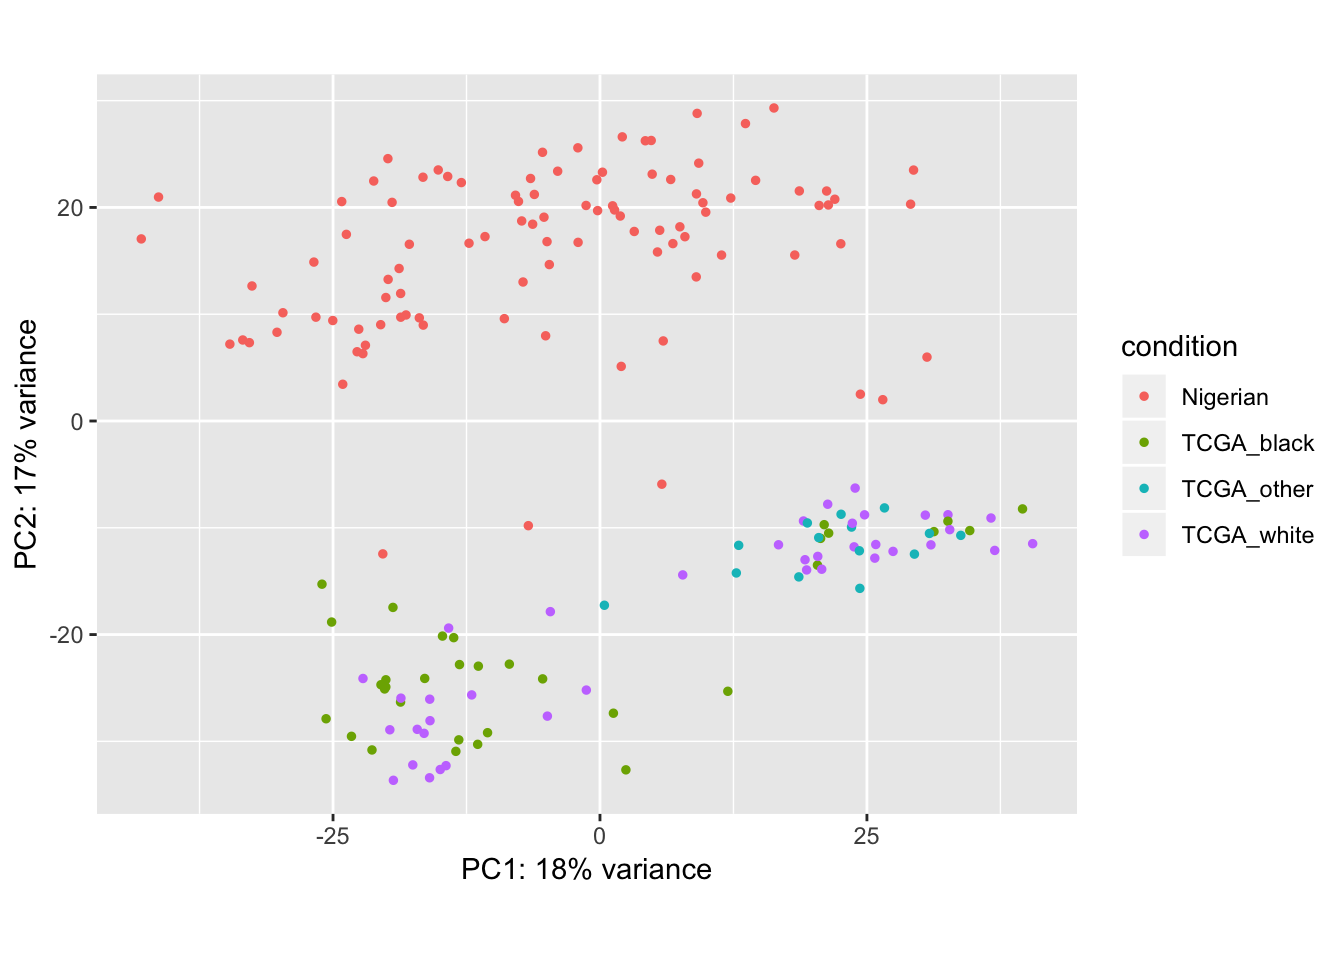 20
0
-20
PC2: 17% variance
-25
0
25
PC1: 18% variance
condition
Nigerian
TCGA_black
TCGA_other
TCGA_white